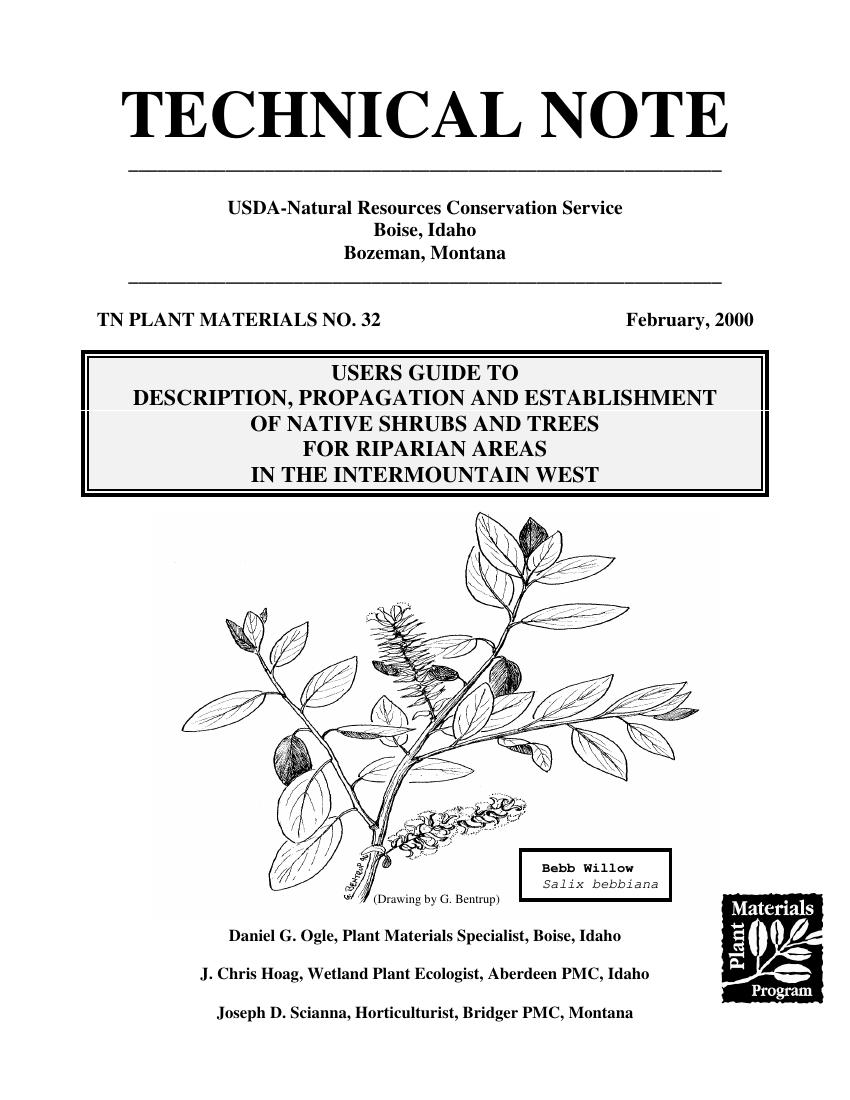 TECHNICAL NOTE
USDA-Natural Resources Conservation Service
Boise, Idaho
Bozeman, Montana
TN PLANT MATERIALS NO. 32 February, 2000
USERS GUIDE TO
DESCRIPTION, PROPAGATION AND ESTABLISHMENT
OF NATIVE SHRUBS AND TREES
FOR RIPARIAN AREAS
IN THE INTERMOUNTAIN WEST
G. BENTRUP
Bebb Willow
Salix bebbiana
(Drawing by G. Bentrup)
Plant Materials
Program
Daniel G. Ogle, Plant Materials Specialist, Boise, Idaho
J. Chris Hoag, Wetland Plant Ecologist, Aberdeen PMC, Idaho
Joseph D. Scianna, Horticulturist, Bridger PMC, Montana